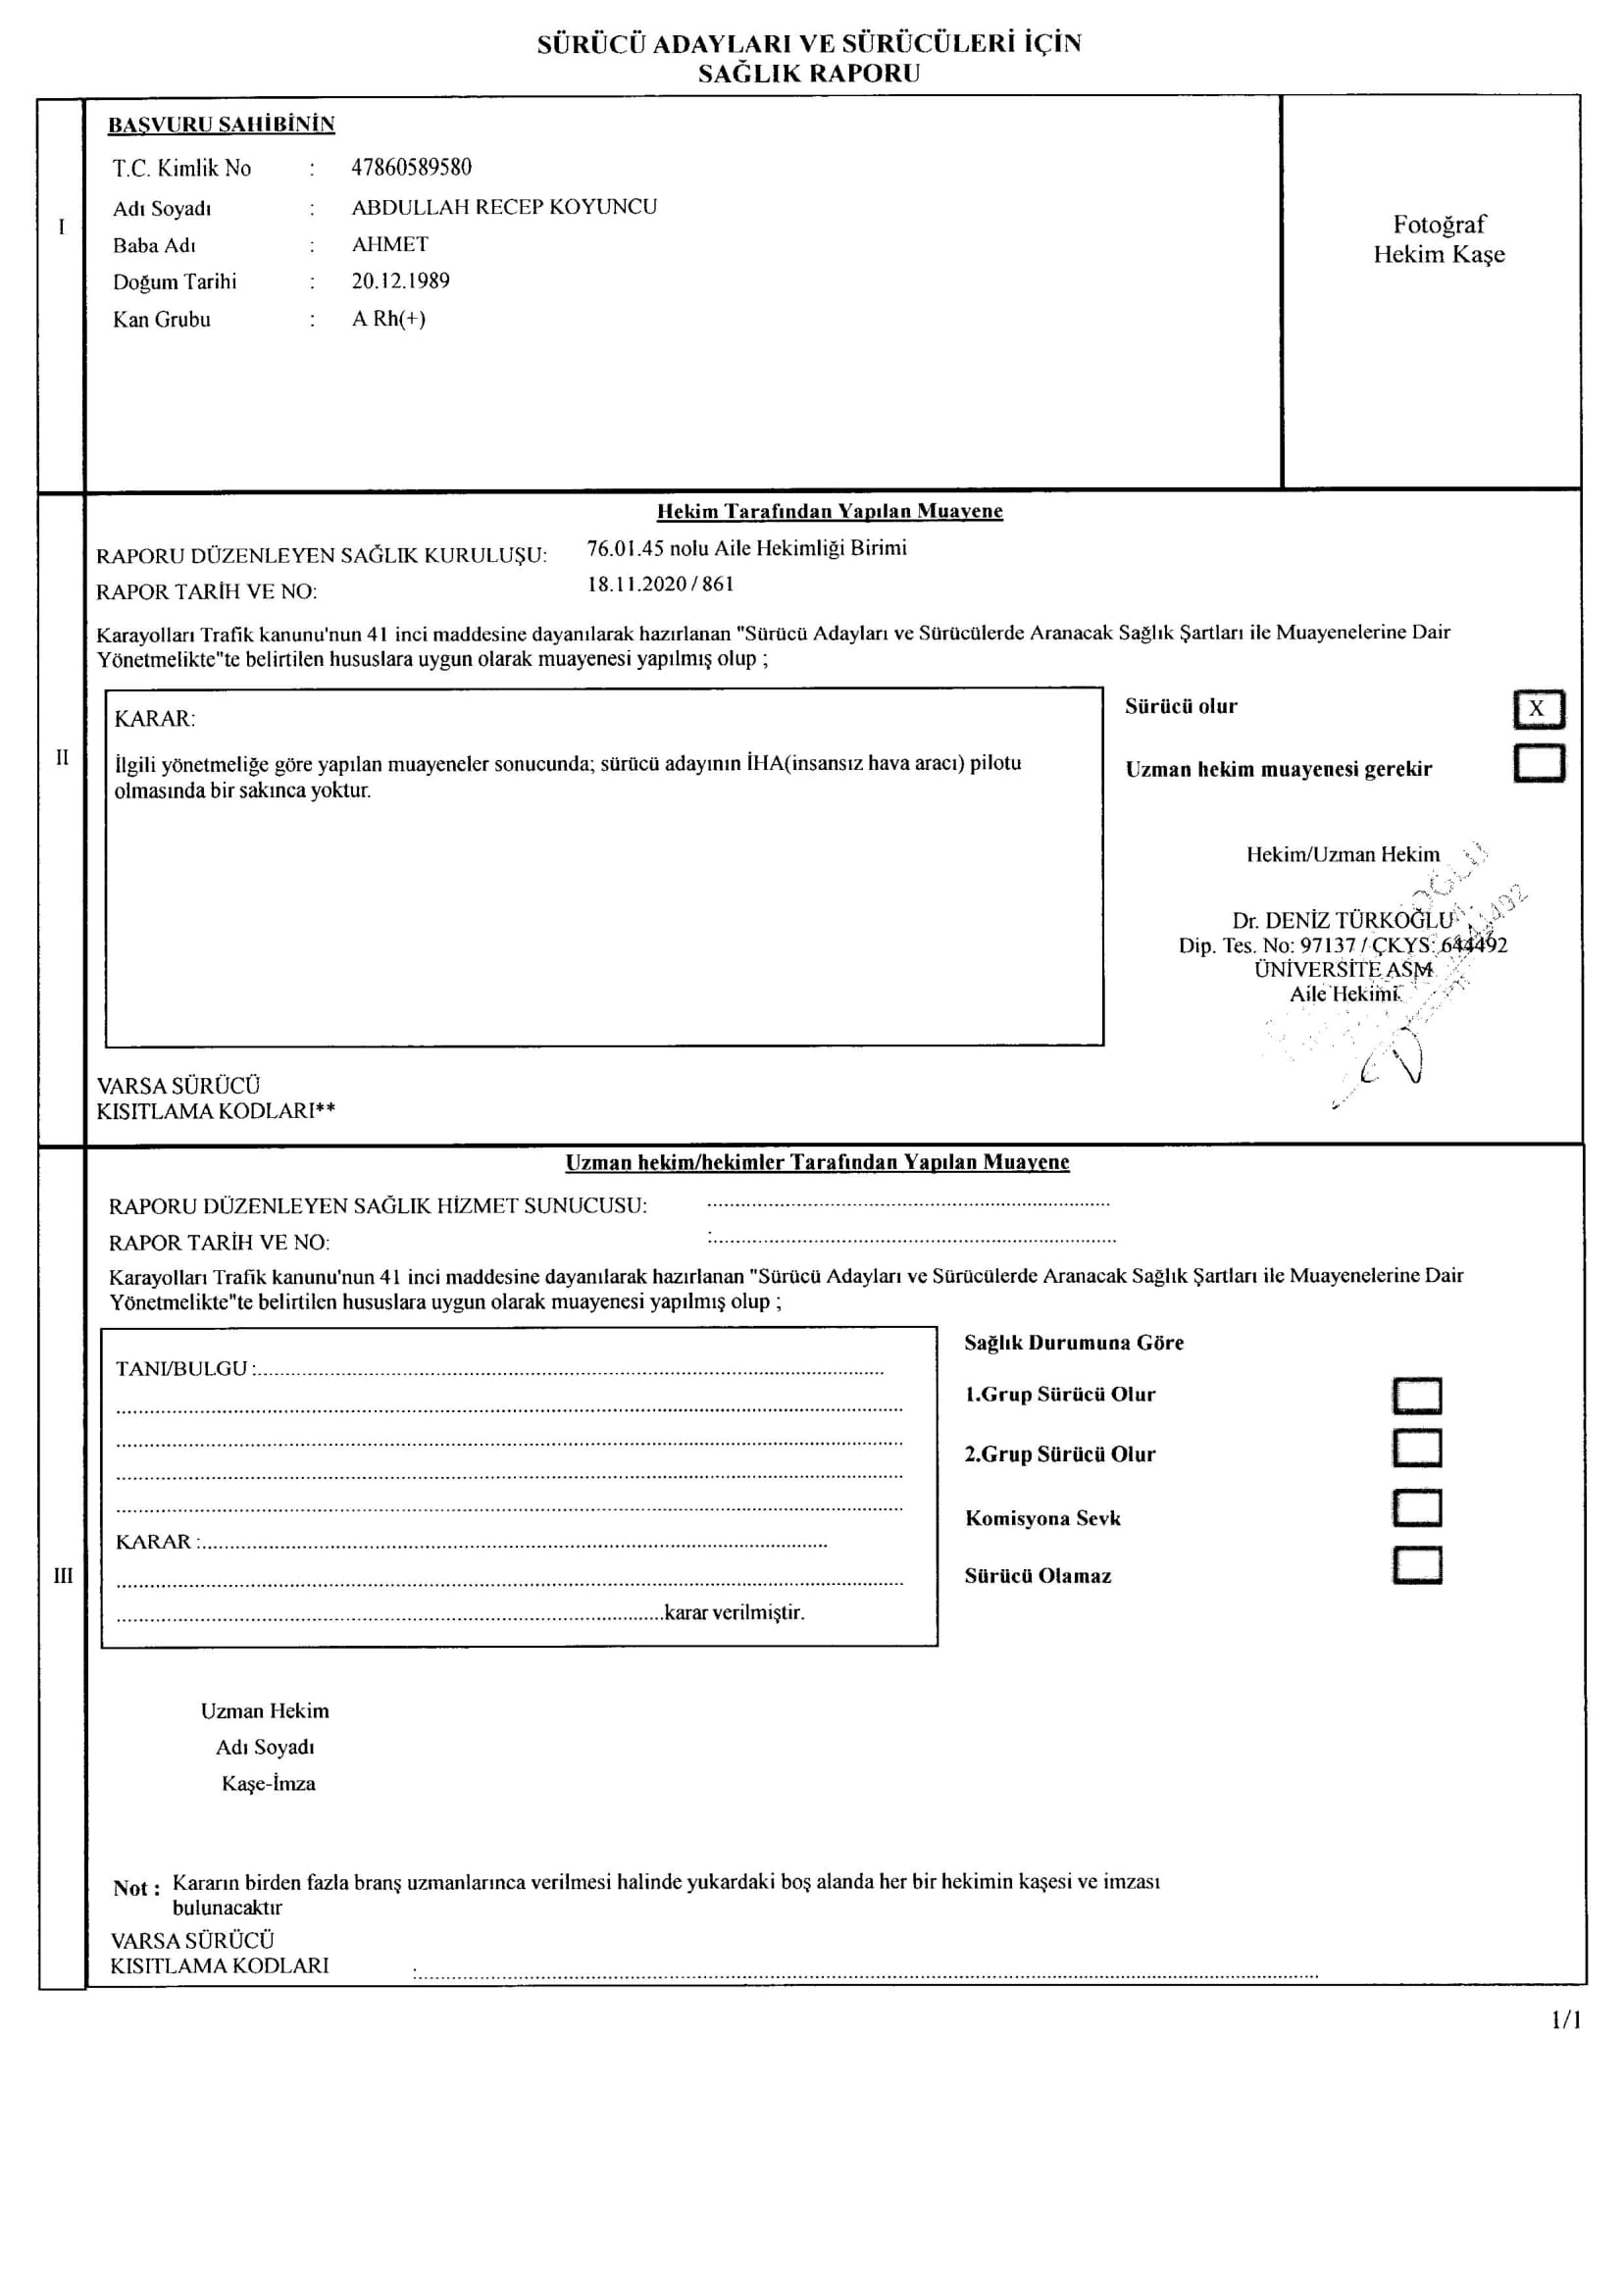 SÜRÜCÜ ADAYLARI VE SÜRÜCÜLERİ İÇİN
SAĞLIK RAPORU
I
BAŞVURU SAHİBİNİN
T.C. Kimlik No : 47860589580
Adı Soyadı : ABDULLAH RECEP KOYUNCU
Baba Adı : AHMET
Doğum Tarihi : 20.12.1989
Kan Grubu : A Rh(+)
Fotoğraf
Hekim Kaşe
II
Hekim Tarafından Yapılan Muayene
RAPORU DÜZENLEYEN SAĞLIK KURULUŞU: 76.01.45 nolu Aile Hekimliği Birimi
RAPOR TARİH VE NO: 18.11.2020 / 861
Karayolları Trafik kanunu'nun 41 inci maddesine dayanılarak hazırlanan "Sürücü Adayları ve Sürücülerde Aranacak Sağlık Şartları ile Muayenelerine Dair
Yönetmelikte"te belirtilen hususlara uygun olarak muayenesi yapılmış olup ;
KARAR:
İlgili yönetmeliğe göre yapılan muayeneler sonucunda; sürücü adayının İHA(insansız hava aracı) pilotu
olmasında bir sakınca yoktur.
Sürücü olur X
Uzman hekim muayenesi gerekir
Hekim/Uzman Hekim
Dr. DENİZ TÜRKOĞLU
Dip. Tes. No: 97137 / ÇKYS: 644492
ÜNİVERSİTE ASM
Aile Hekimi
VARSA SÜRÜCÜ
KISITLAMA KODLARI**
III
Uzman hekim/hekimler Tarafından Yapılan Muayene
RAPORU DÜZENLEYEN SAĞLIK HİZMET SUNUCUSU: ....................
RAPOR TARİH VE NO: :....................
Karayolları Trafik kanunu'nun 41 inci maddesine dayanılarak hazırlanan "Sürücü Adayları ve Sürücülerde Aranacak Sağlık Şartları ile Muayenelerine Dair
Yönetmelikte"te belirtilen hususlara uygun olarak muayenesi yapılmış olup ;
TANI/BULGU :....................
KARAR :....................
....................karar verilmiştir.
Sağlık Durumuna Göre
1.Grup Sürücü Olur
2.Grup Sürücü Olur
Komisyona Sevk
Sürücü Olamaz
Uzman Hekim
Adı Soyadı
Kaşe-İmza
Not : Kararın birden fazla branş uzmanlarınca verilmesi halinde yukardaki boş alanda her bir hekimin kaşesi ve imzası
bulunacaktır
VARSA SÜRÜCÜ
KISITLAMA KODLARI :....................
1/1